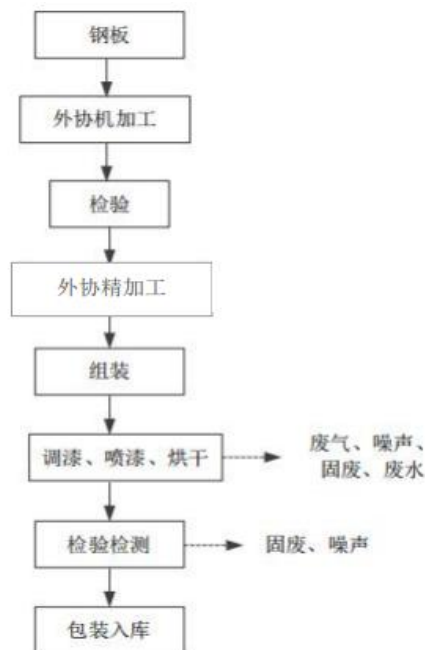 钢板
外协机加工
检验
外协精加工
组装
调漆、喷漆、烘干
废气、噪声、
固废、废水
检验检测
固废、噪声
包装入库